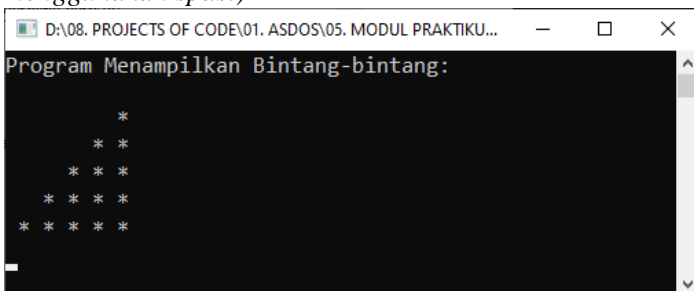 D:\08. PROJECTS OF CODE\01. ASDOS\05. MODUL PRAKTIKU...
Program Menampilkan Bintang-bintang:
*
* *
* * *
* * * *
* * * * *